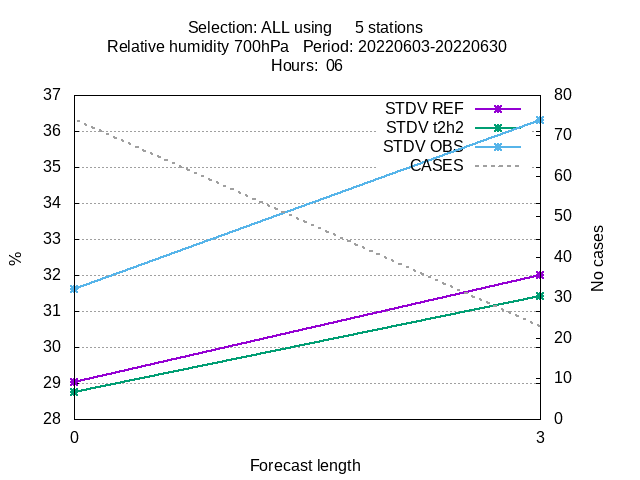 Selection: ALL using     5 stations
Relative humidity 700hPa   Period: 20220603-20220630
Hours:  06
37
36
35
34
33
32
31
30
29
28
%
80
70
60
50
40
30
20
10
0
No cases
STDV REF
STDV t2h2
STDV OBS
CASES
0
3
Forecast length